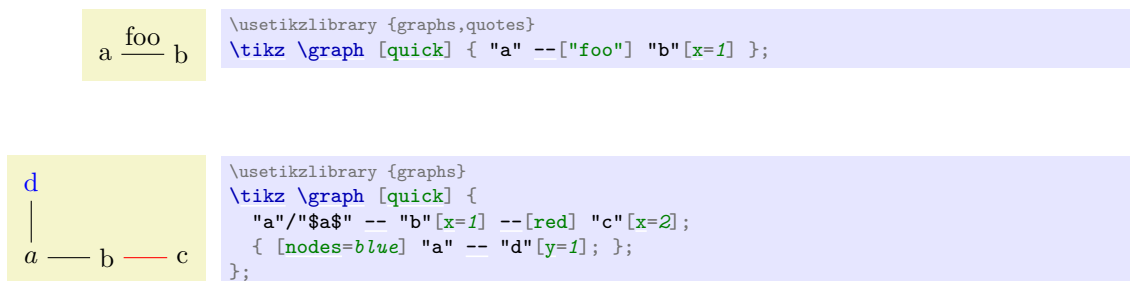 foo
a b
\usetikzlibrary {graphs,quotes}
\tikz \graph [quick] { "a" --["foo"] "b"[x=1] };
d
a b c
\usetikzlibrary {graphs}
\tikz \graph [quick] {
"a"/"$a$" -- "b"[x=1] --[red] "c"[x=2];
{ [nodes=blue] "a" -- "d"[y=1]; };
};